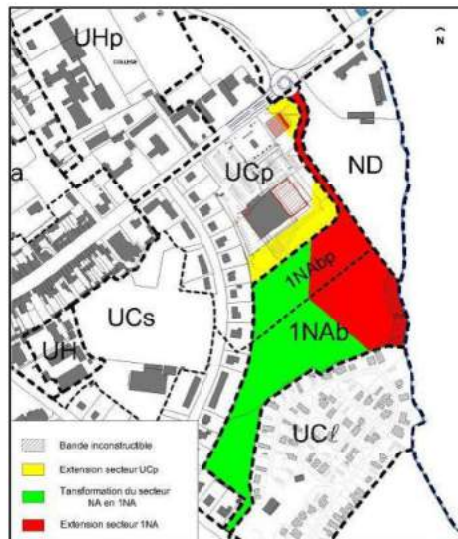 UHp
COLLEGE
N
UCp
ND
a
1NAbp
UCs
1NAb
UH
UCℓ
Bande inconstructible
Extension secteur UCp
Tansformation du secteur
NA en 1NA
Extension secteur 1NA